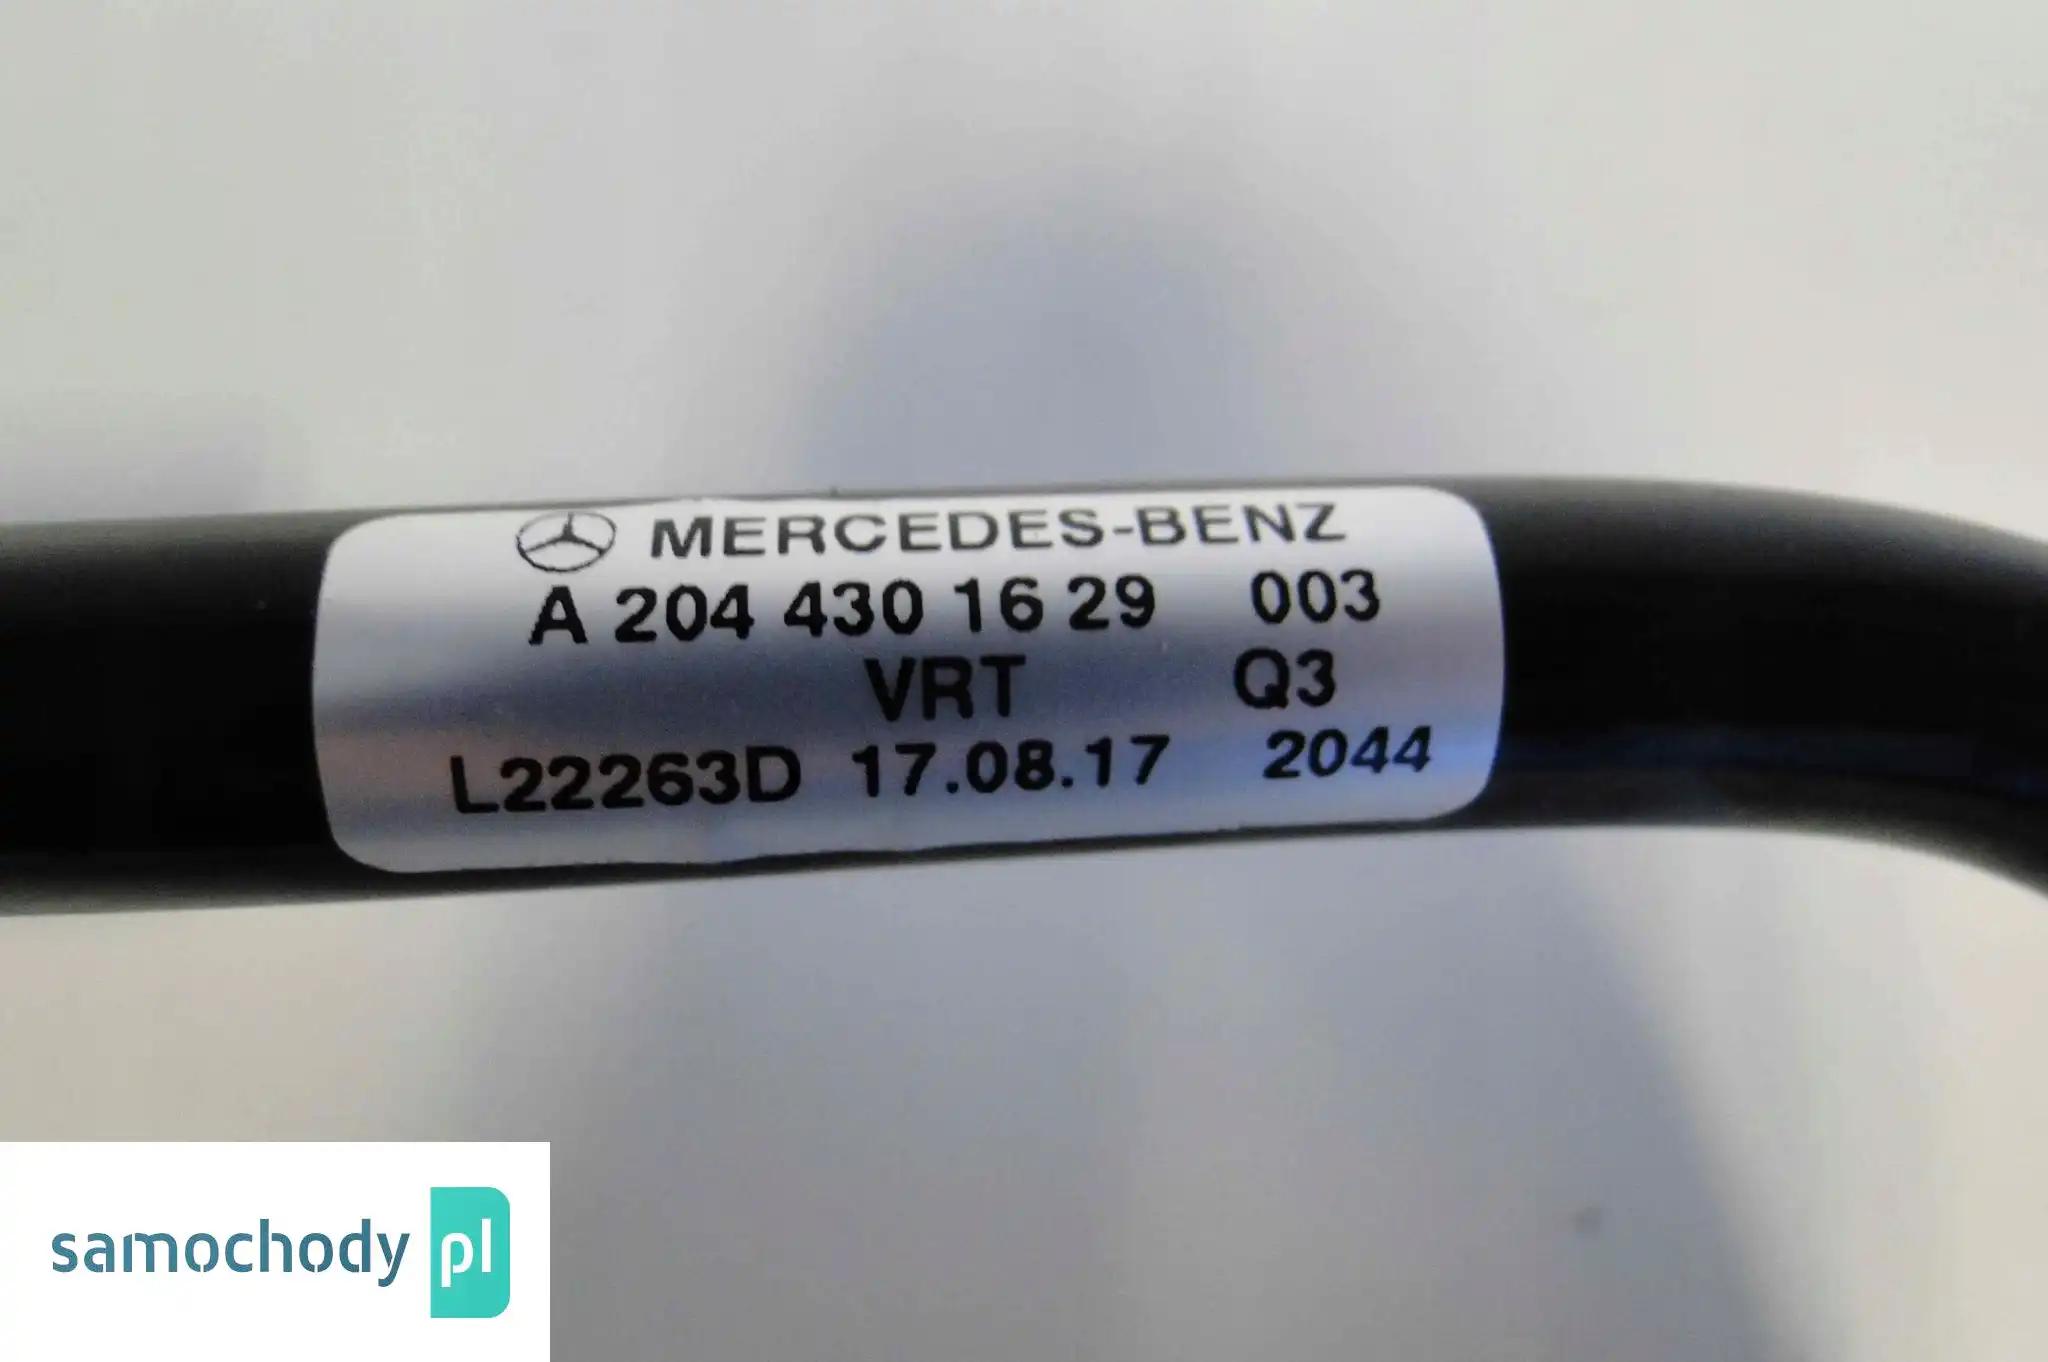 MERCEDES-BENZ
A 204 430 16 29 003
VRT Q3
L22263D 17.08.17 2044
samochody pl